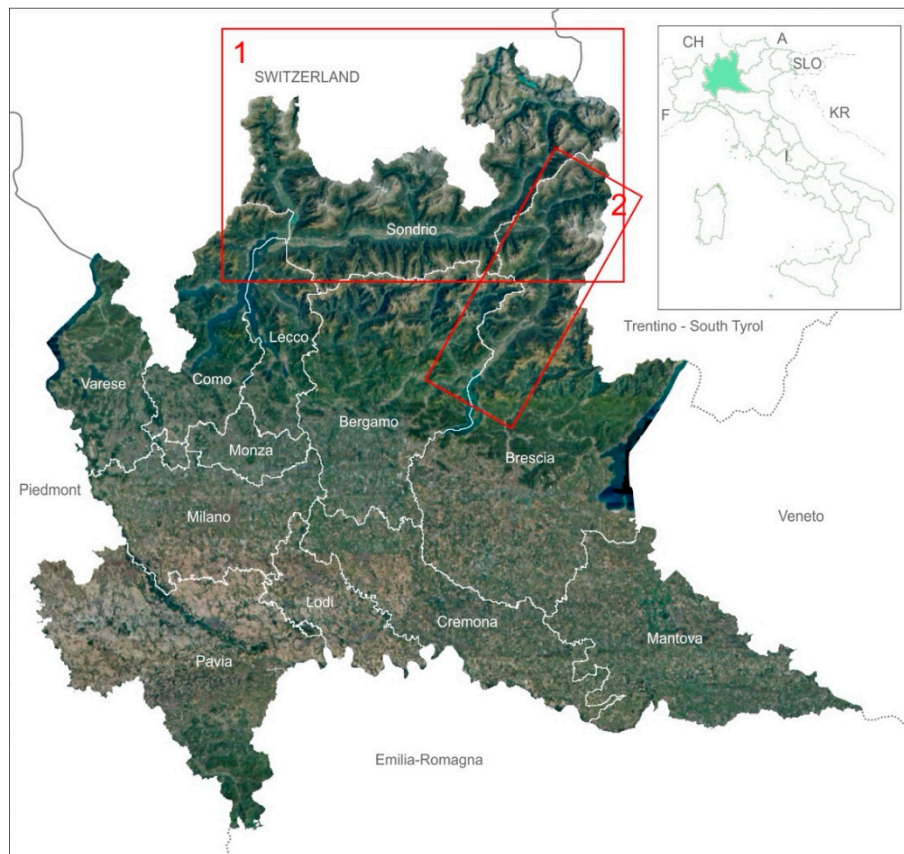 1
SWITZERLAND
CH
A
SLO
F
KR
I
2
Sondrio
Trentino - South Tyrol
Lecco
Varese
Como
Bergamo
Monza
Brescia
Piedmont
Milano
Veneto
Lodi
Cremona
Mantova
Pavia
Emilia-Romagna